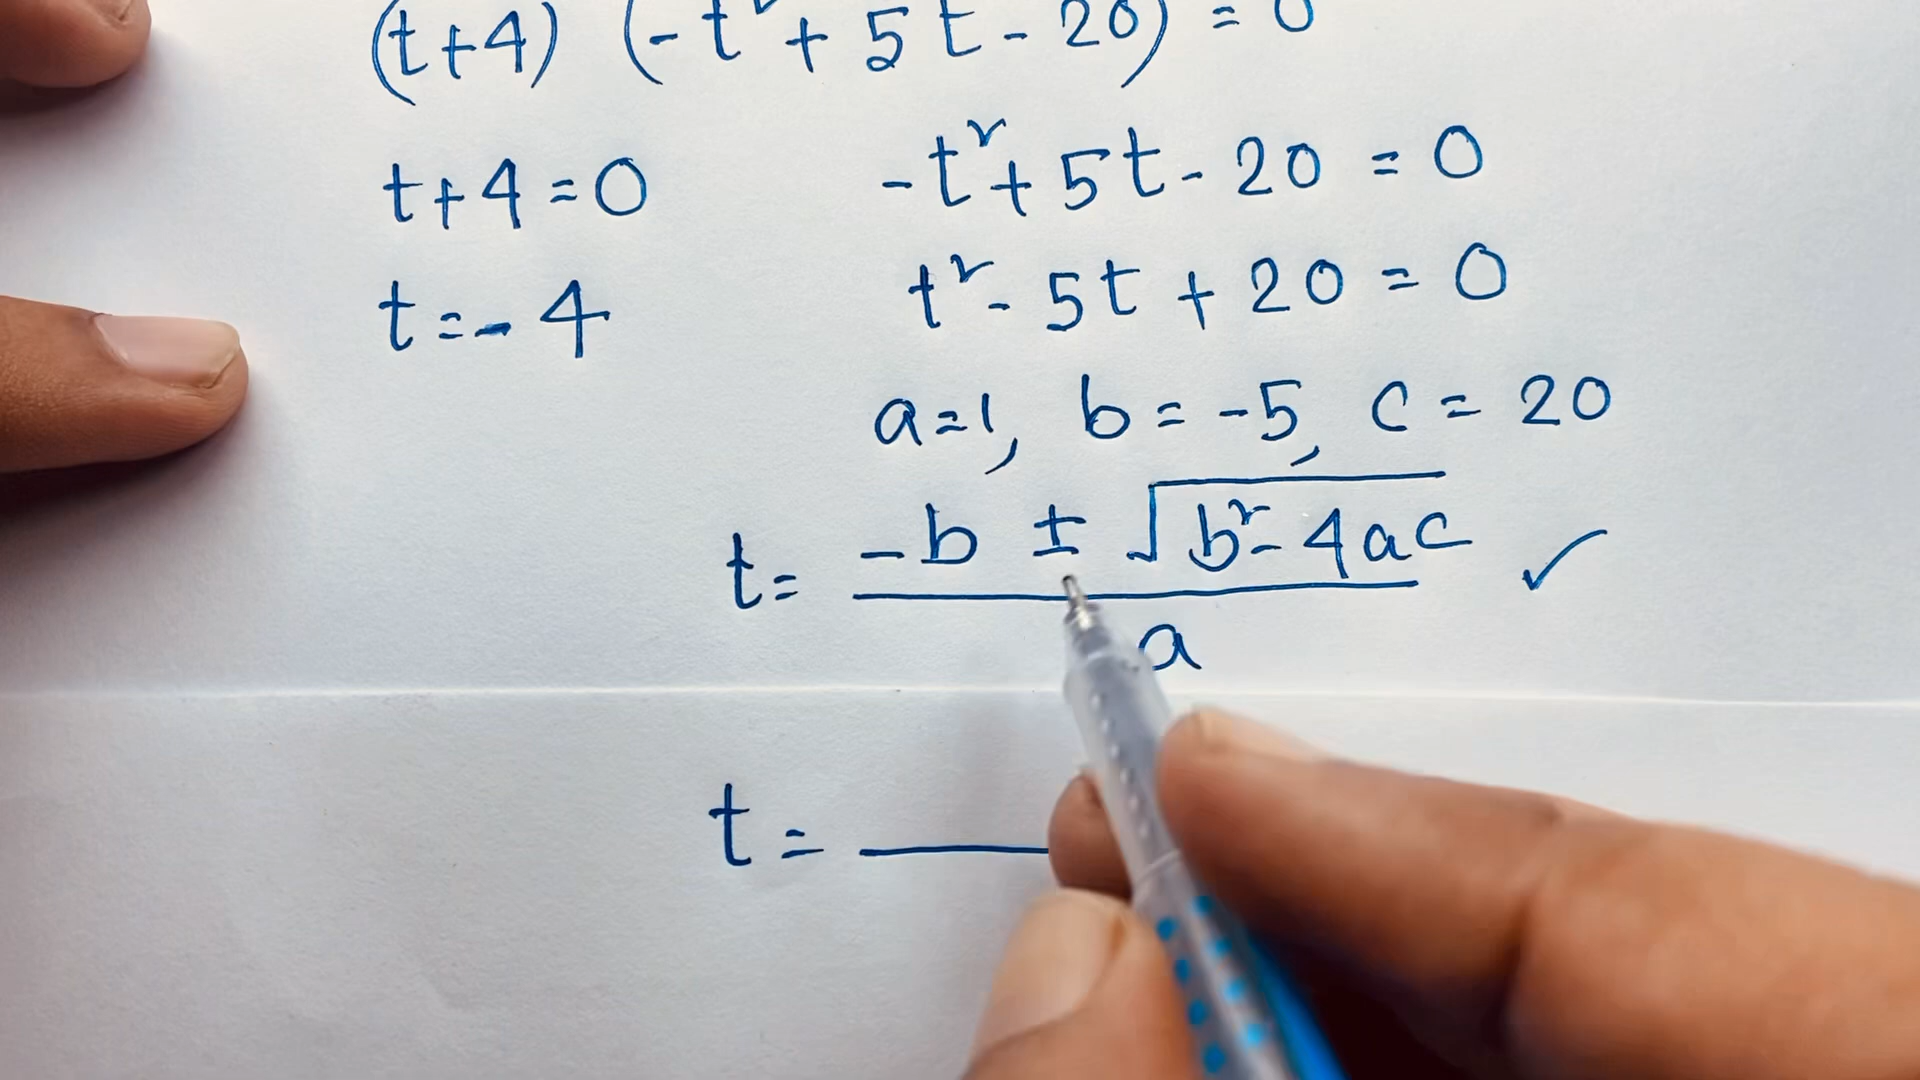 (t+4) (-t²+5t-20) = 0
t+4=0
t=-4
-t²+5t-20 = 0
t²-5t+20 = 0
a=1, b=-5, c=20
t= (-b ± √(b²-4ac)) / a ✓
t=